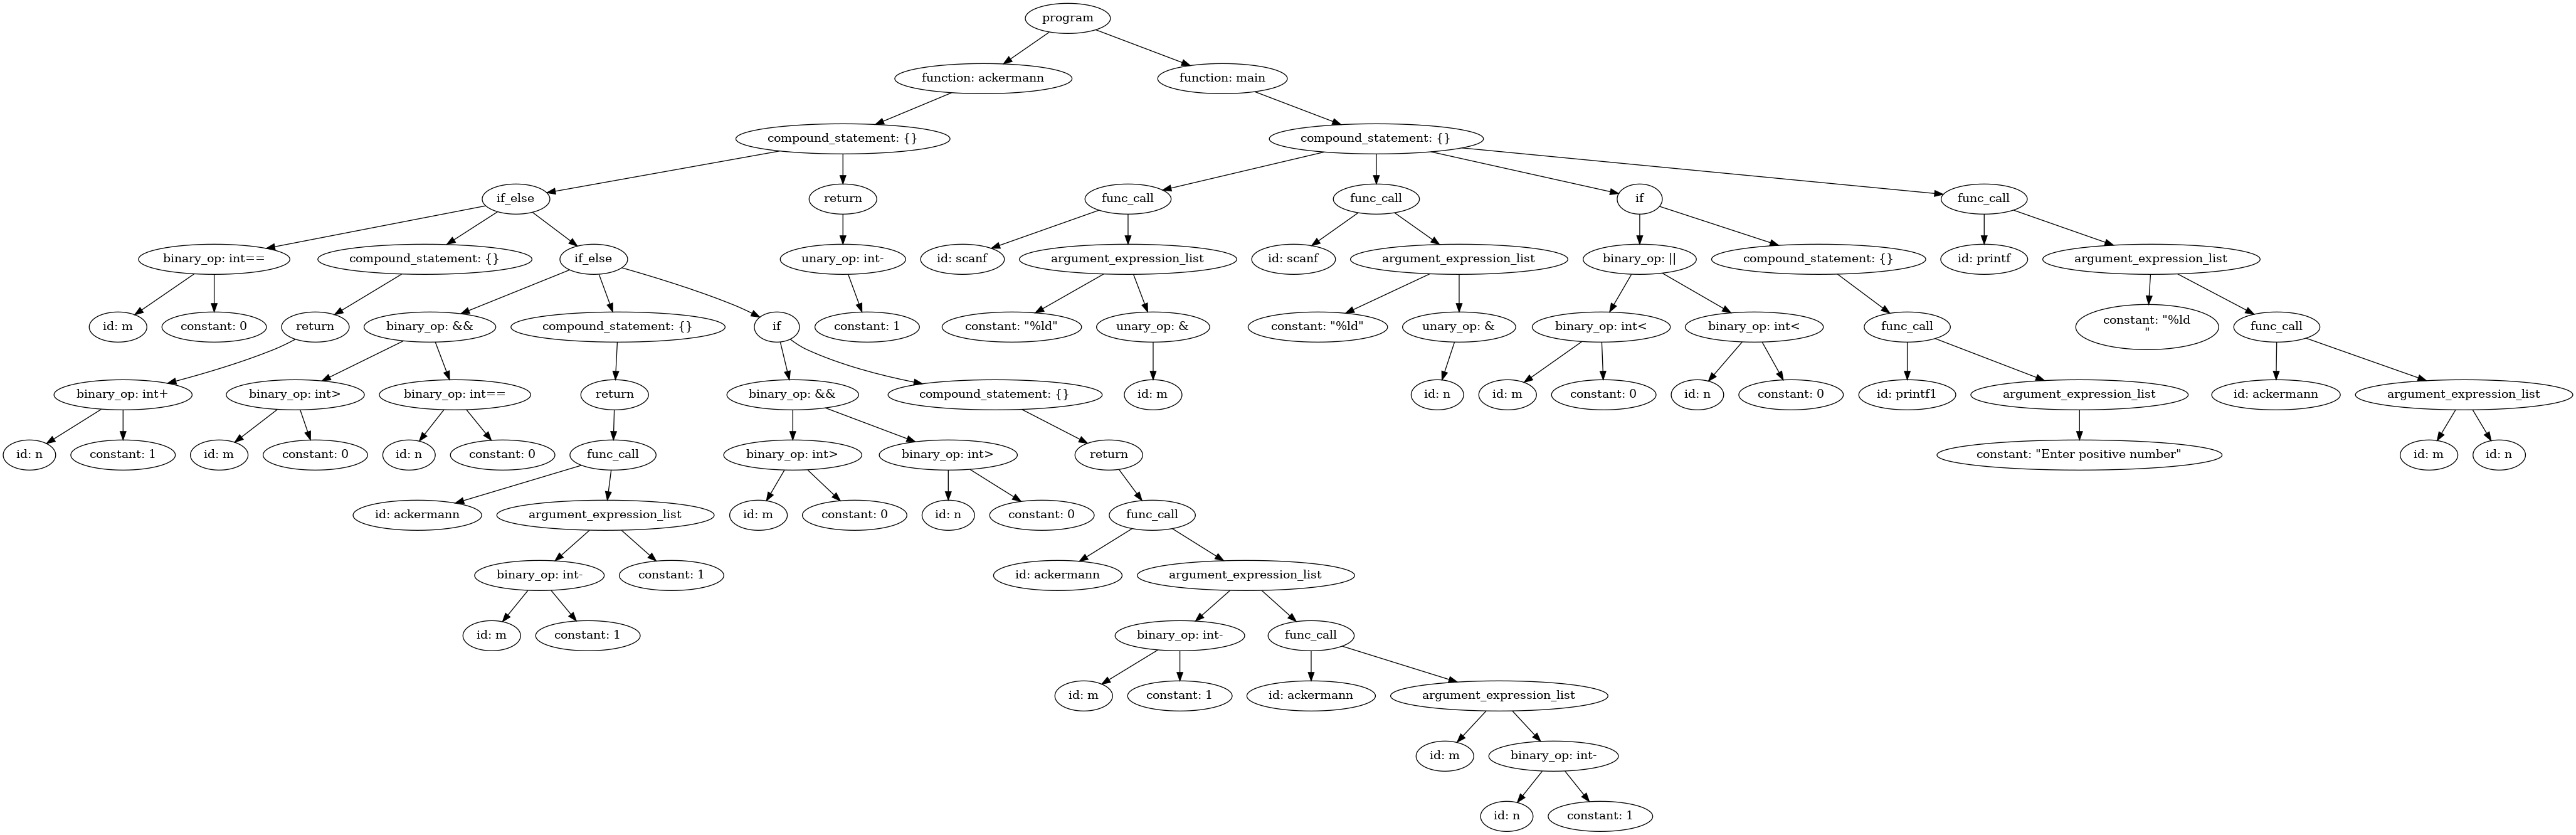 program
function: ackermann
function: main
compound_statement: {}
compound_statement: {}
if_else
return
func_call
func_call
if
func_call
binary_op: int==
compound_statement: {}
if_else
unary_op: int-
id: scanf
argument_expression_list
id: scanf
argument_expression_list
binary_op: ||
compound_statement: {}
id: printf
argument_expression_list
id: m
constant: 0
return
binary_op: &&
compound_statement: {}
if
constant: 1
constant: "%ld"
unary_op: &
constant: "%ld"
unary_op: &
binary_op: int<
binary_op: int<
func_call
constant: "%ld
"
func_call
binary_op: int+
binary_op: int>
binary_op: int==
return
binary_op: &&
compound_statement: {}
id: m
id: n
id: m
constant: 0
id: n
constant: 0
id: printf1
argument_expression_list
id: ackermann
argument_expression_list
id: n
constant: 1
id: m
constant: 0
id: n
constant: 0
func_call
binary_op: int>
binary_op: int>
return
constant: "Enter positive number"
id: m
id: n
id: ackermann
argument_expression_list
id: m
constant: 0
id: n
constant: 0
func_call
binary_op: int-
constant: 1
id: ackermann
argument_expression_list
id: m
constant: 1
binary_op: int-
func_call
id: m
constant: 1
id: ackermann
argument_expression_list
id: m
binary_op: int-
id: n
constant: 1